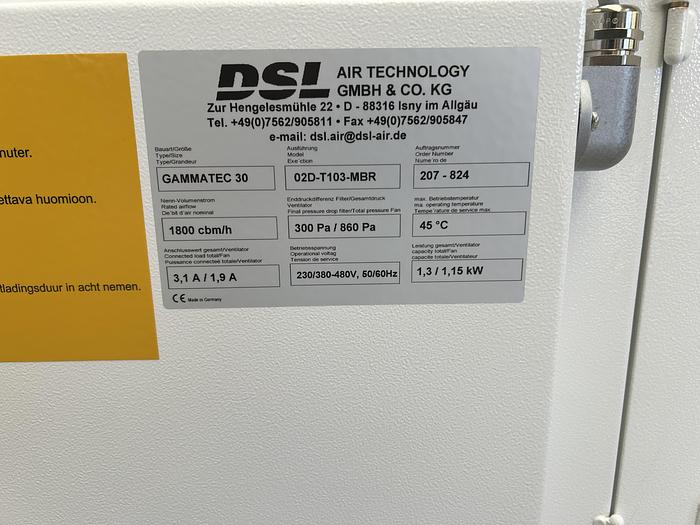 DSL AIR TECHNOLOGY
GMBH & CO. KG
Zur Hengelesmühle 22 • D - 88316 Isny im Allgäu
Tel. +49(0)7562/905811 • Fax +49(0)7562/905847
e-mail: dsl.air@dsl-air.de
Bauart/Größe
Type/Size
Type/Grandeur
GAMMATEC 30
Ausführung
Model
Exe´ction
02D-T103-MBR
Auftragsnummer
Order Number
Nume´ro de
207 - 824
Nenn-Volumenstrom
Rated airflow
De´bit d´air nominal
1800 cbm/h
Enddruckdifferenz Filter/Gesamtdruck
Ventilator
Final pressure drop filter/Total pressure Fan
300 Pa / 860 Pa
max. Betriebstemperatur
ma. operating temperature
Tempe´rature de service max
45 °C
Anschlusswert gesamt/Ventilator
Connected load total/Fan
Puissance connectée totale/Ventilator
3,1 A / 1,9 A
Betriebsspannung
Operational voltag
Tension de service
230/380-480V, 50/60Hz
Leistung gesamt/Ventilator
capacity total/Fan
capacité totale/Ventilateur
1,3 / 1,15 kW
CE Made in Germany
nuter.
ettava huomioon.
tladingsduur in acht nemen.